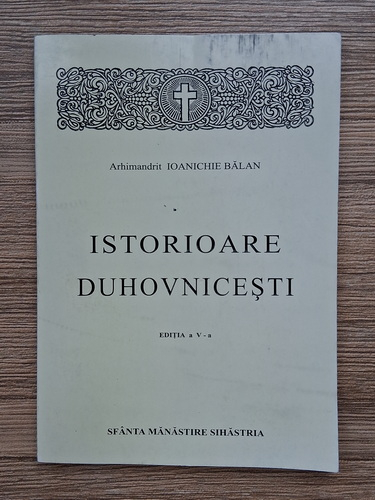 Arhimandrit IOANICHIE BĂLAN
ISTORIOARE
DUHOVNICEŞTI
EDIŢIA a V-a
SFÂNTA MĂNĂSTIRE SIHĂSTRIA